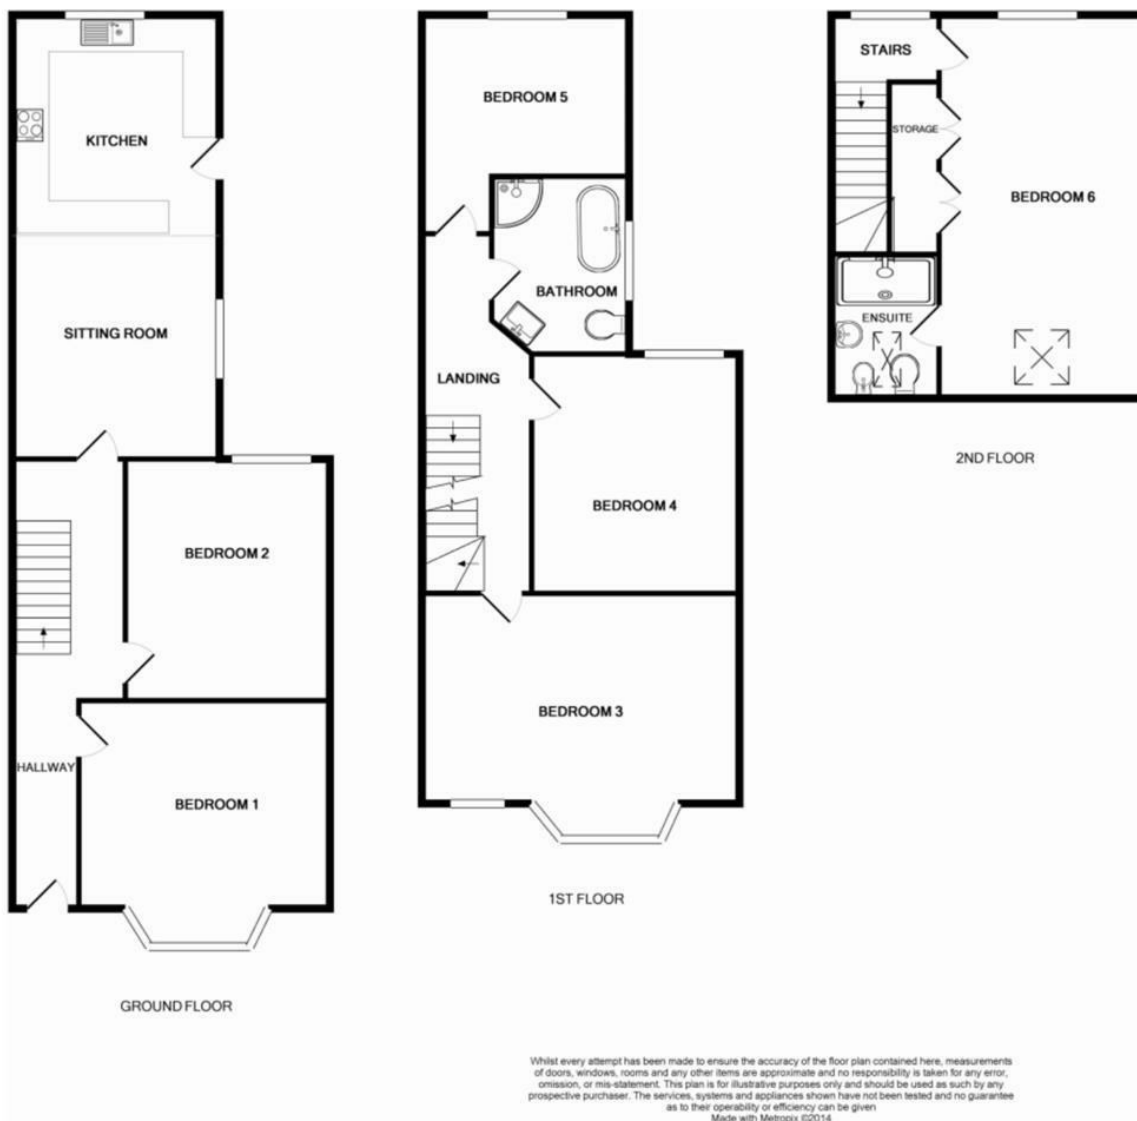 KITCHEN
SITTING ROOM
BEDROOM 2
HALLWAY
BEDROOM 1
GROUND FLOOR
BEDROOM 5
BATHROOM
LANDING
BEDROOM 4
BEDROOM 3
1ST FLOOR
STAIRS
STORAGE
BEDROOM 6
ENSUITE
2ND FLOOR
Whilst every attempt has been made to ensure the accuracy of the floor plan contained here, measurements
of doors, windows, rooms and any other items are approximate and no responsibility is taken for any error,
omission, or mis-statement. This plan is for illustrative purposes only and should be used as such by any
prospective purchaser. The services, systems and appliances shown have not been tested and no guarantee
as to their operability or efficiency can be given
Made with Metropix ©2014